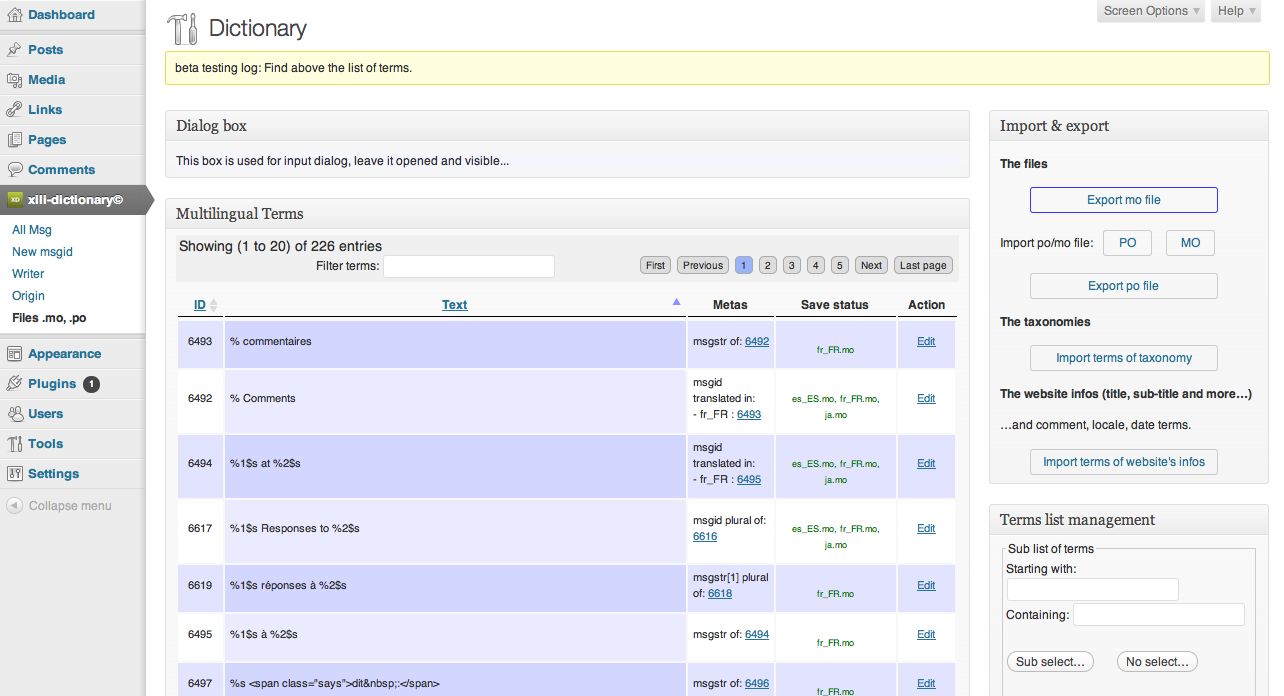 Dashboard
Posts
Media
Links
Pages
Comments
xili-dictionary©
All Msg
New msgid
Writer
Origin
Files .mo, .po
Appearance
Plugins 1
Users
Tools
Settings
Collapse menu
Screen Options Help
Dictionary
beta testing log: Find above the list of terms.
Dialog box
This box is used for input dialog, leave it opened and visible...
Multilingual Terms
Showing (1 to 20) of 226 entries
Filter terms:
First Previous 1 2 3 4 5 Next Last page
ID Text Metas Save status Action
6493 % commentaires msgstr of: 6492 fr_FR.mo Edit
6492 % Comments msgid
translated in:
- fr_FR : 6493 es_ES.mo, fr_FR.mo,
ja.mo Edit
6494 %1$s at %2$s msgid
translated in:
- fr_FR : 6495 es_ES.mo, fr_FR.mo,
ja.mo Edit
6617 %1$s Responses to %2$s msgid plural of:
6616 es_ES.mo, fr_FR.mo,
ja.mo Edit
6619 %1$s réponses à %2$s msgstr[1] plural
of: 6618 fr_FR.mo Edit
6495 %1$s à %2$s msgstr of: 6494 fr_FR.mo Edit
6497 %s <span class="says">dit&nbsp;:</span> msgstr of: 6496 fr_FR.mo Edit
Import & export
The files
Export mo file
Import po/mo file: PO MO
Export po file
The taxonomies
Import terms of taxonomy
The website infos (title, sub-title and more...)
...and comment, locale, date terms.
Import terms of website's infos
Terms list management
Sub list of terms
Starting with:
Containing:
Sub select... No select...